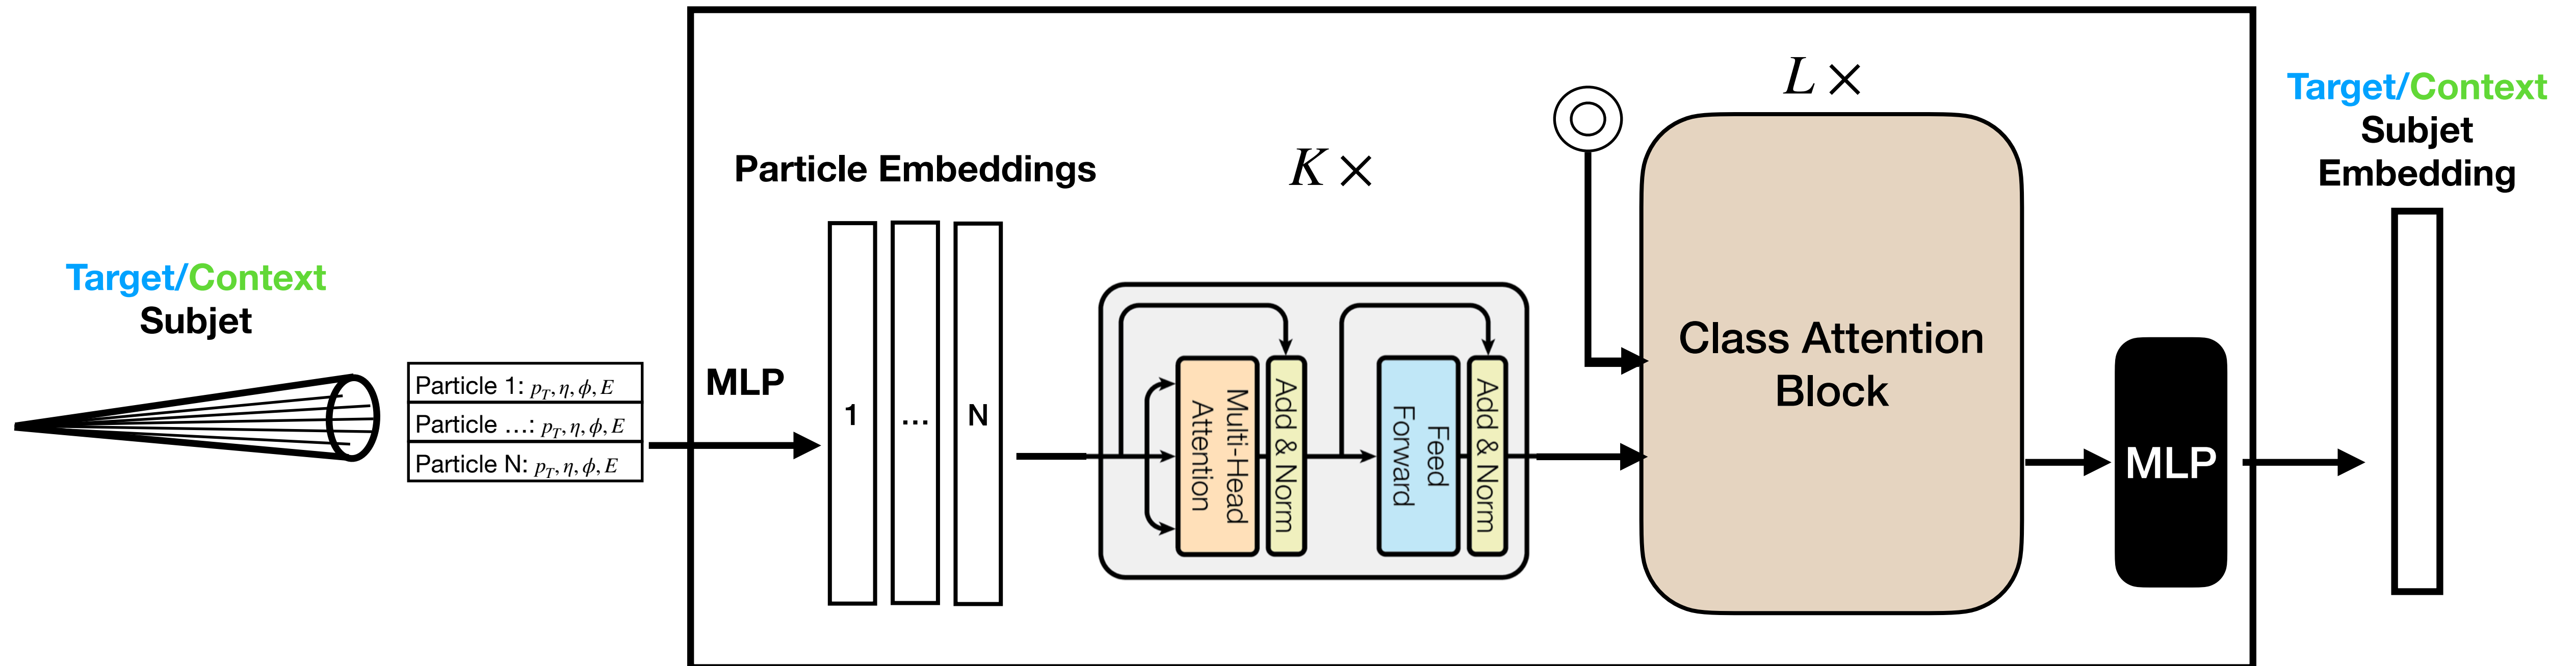 Target/Context
Subjet
Particle 1: p_T, η, ϕ, E
Particle ...: p_T, η, ϕ, E
Particle N: p_T, η, ϕ, E
MLP
Particle Embeddings
1
...
N
K ×
Multi-Head
Attention
Add & Norm
Feed
Forward
Add & Norm
L ×
Class Attention
Block
MLP
Target/Context
Subjet
Embedding